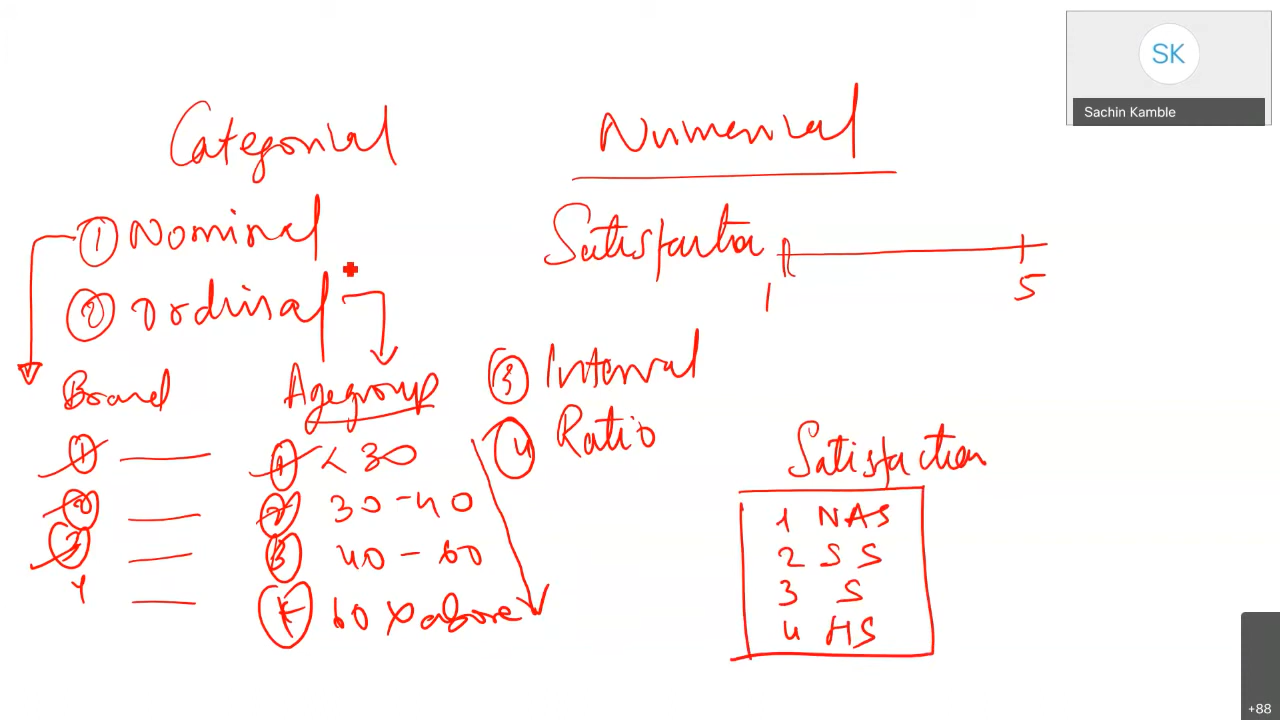 SK
Sachin Kamble
Categorial
Numerical
① Nominal
② Ordinal
Satisfaction
1 5
Brand
1
2
3
4
Agegroup
1 < 30
2 30-40
3 40-60
4 60 & above
③ Interval
④ Ratio
Satisfaction
1 NAS
2 SS
3 S
4 HS
+88